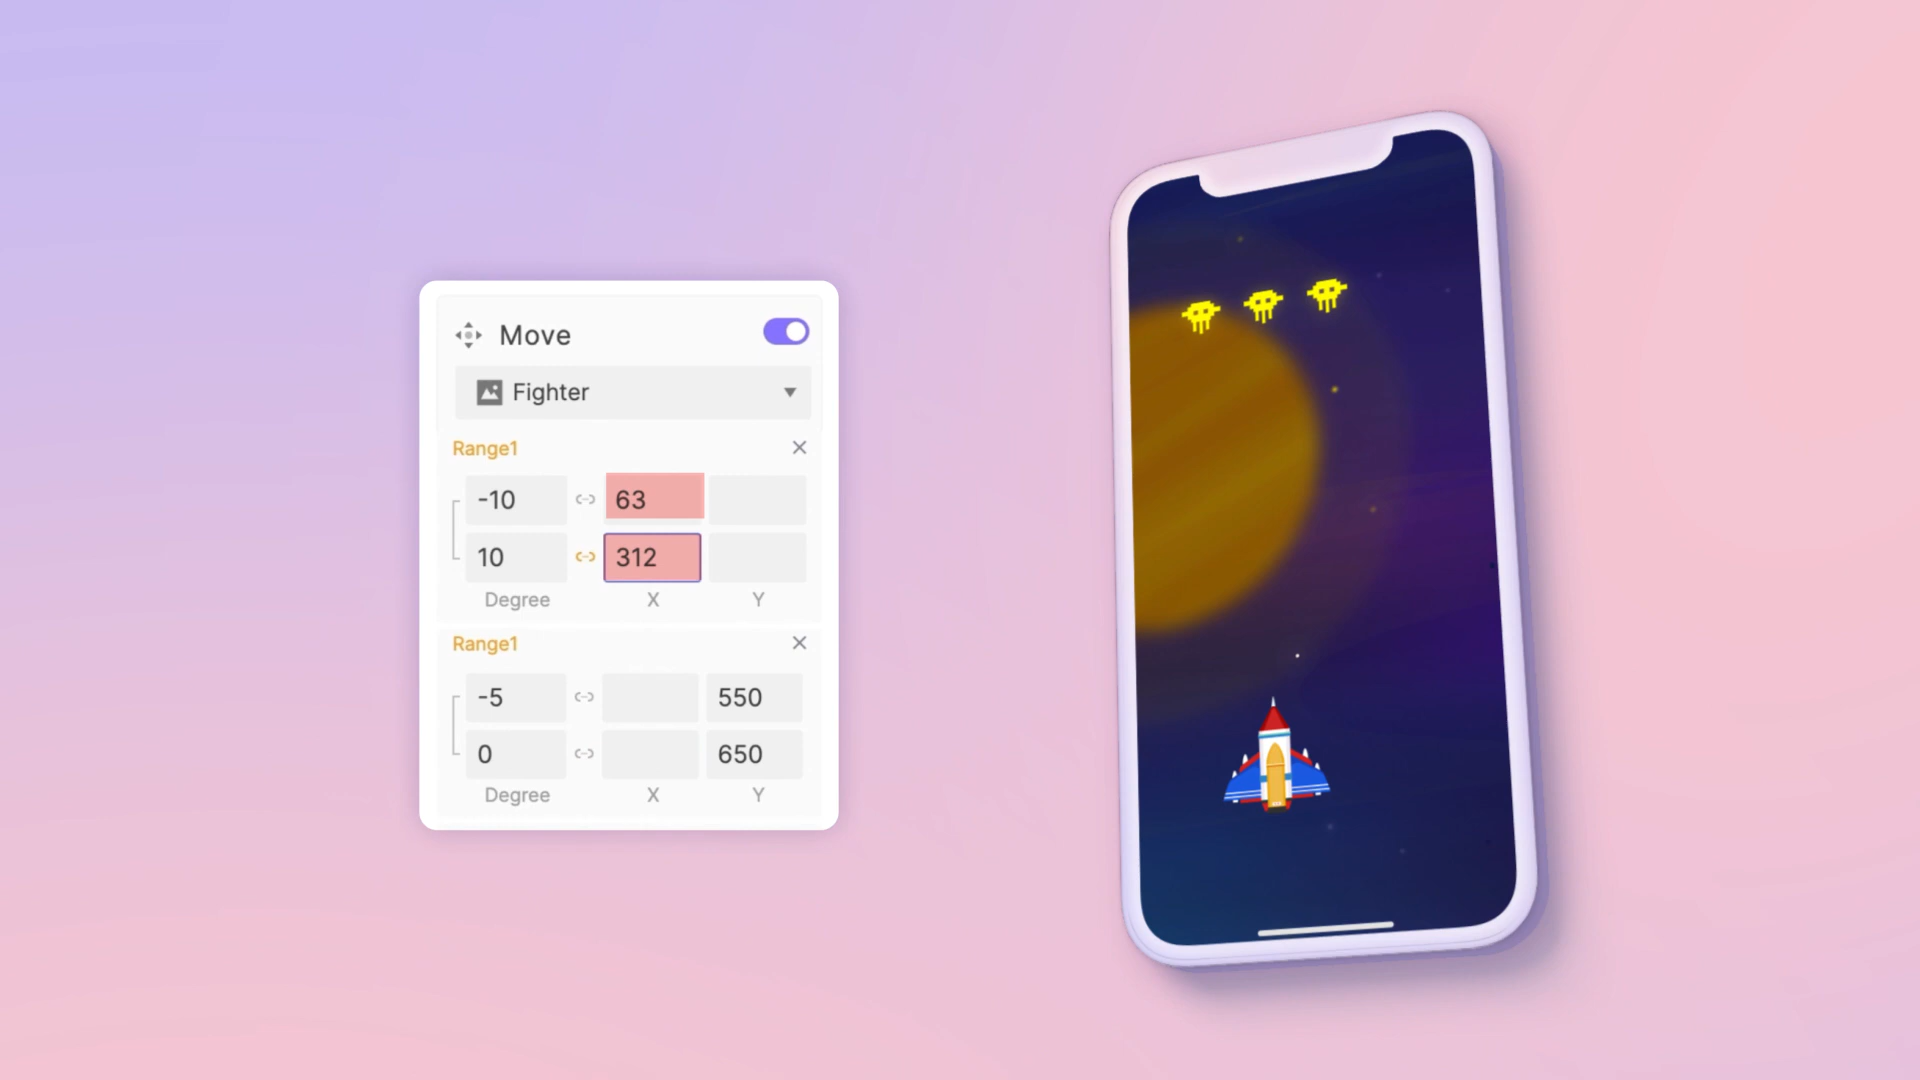 Move
Fighter
Range1
-10 63
10 312
Degree X Y
Range1
-5 550
0 650
Degree X Y